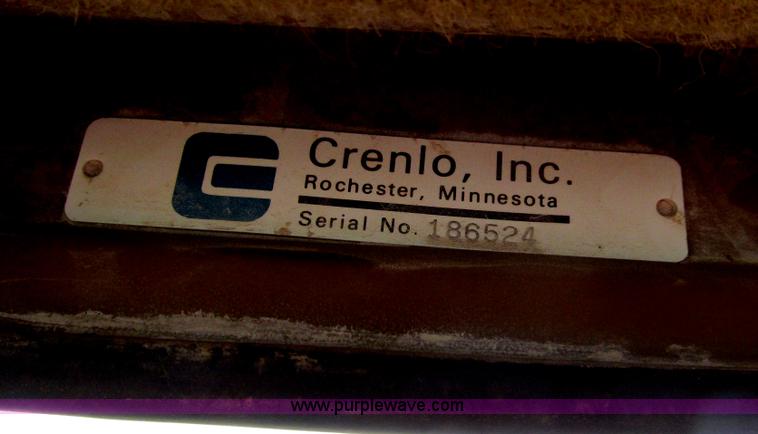 Crenlo, Inc.
Rochester, Minnesota
Serial No. 186524
www.purplewave.com